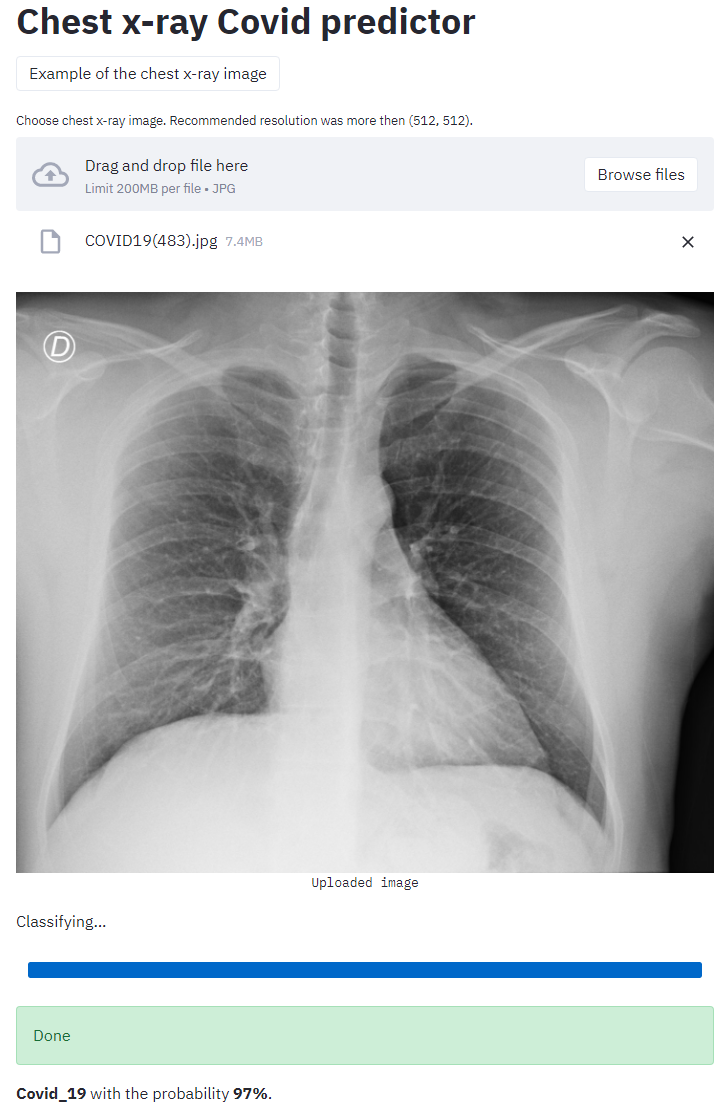 Chest x-ray Covid predictor
Example of the chest x-ray image
Choose chest x-ray image. Recommended resolution was more then (512, 512).
Drag and drop file here
Limit 200MB per file • JPG
Browse files
COVID19(483).jpg 7.4MB
D
Uploaded image
Classifying...
Done
Covid_19 with the probability 97%.